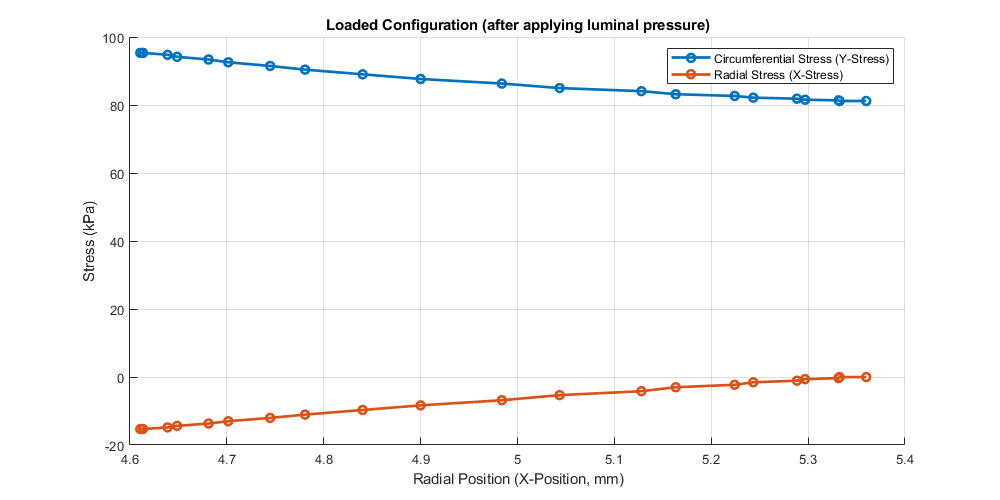 Loaded Configuration (after applying luminal pressure)
Circumferential Stress (Y-Stress)
Radial Stress (X-Stress)
Stress (kPa)
100
80
60
40
20
0
-20
4.6 4.7 4.8 4.9 5 5.1 5.2 5.3 5.4
Radial Position (X-Position, mm)